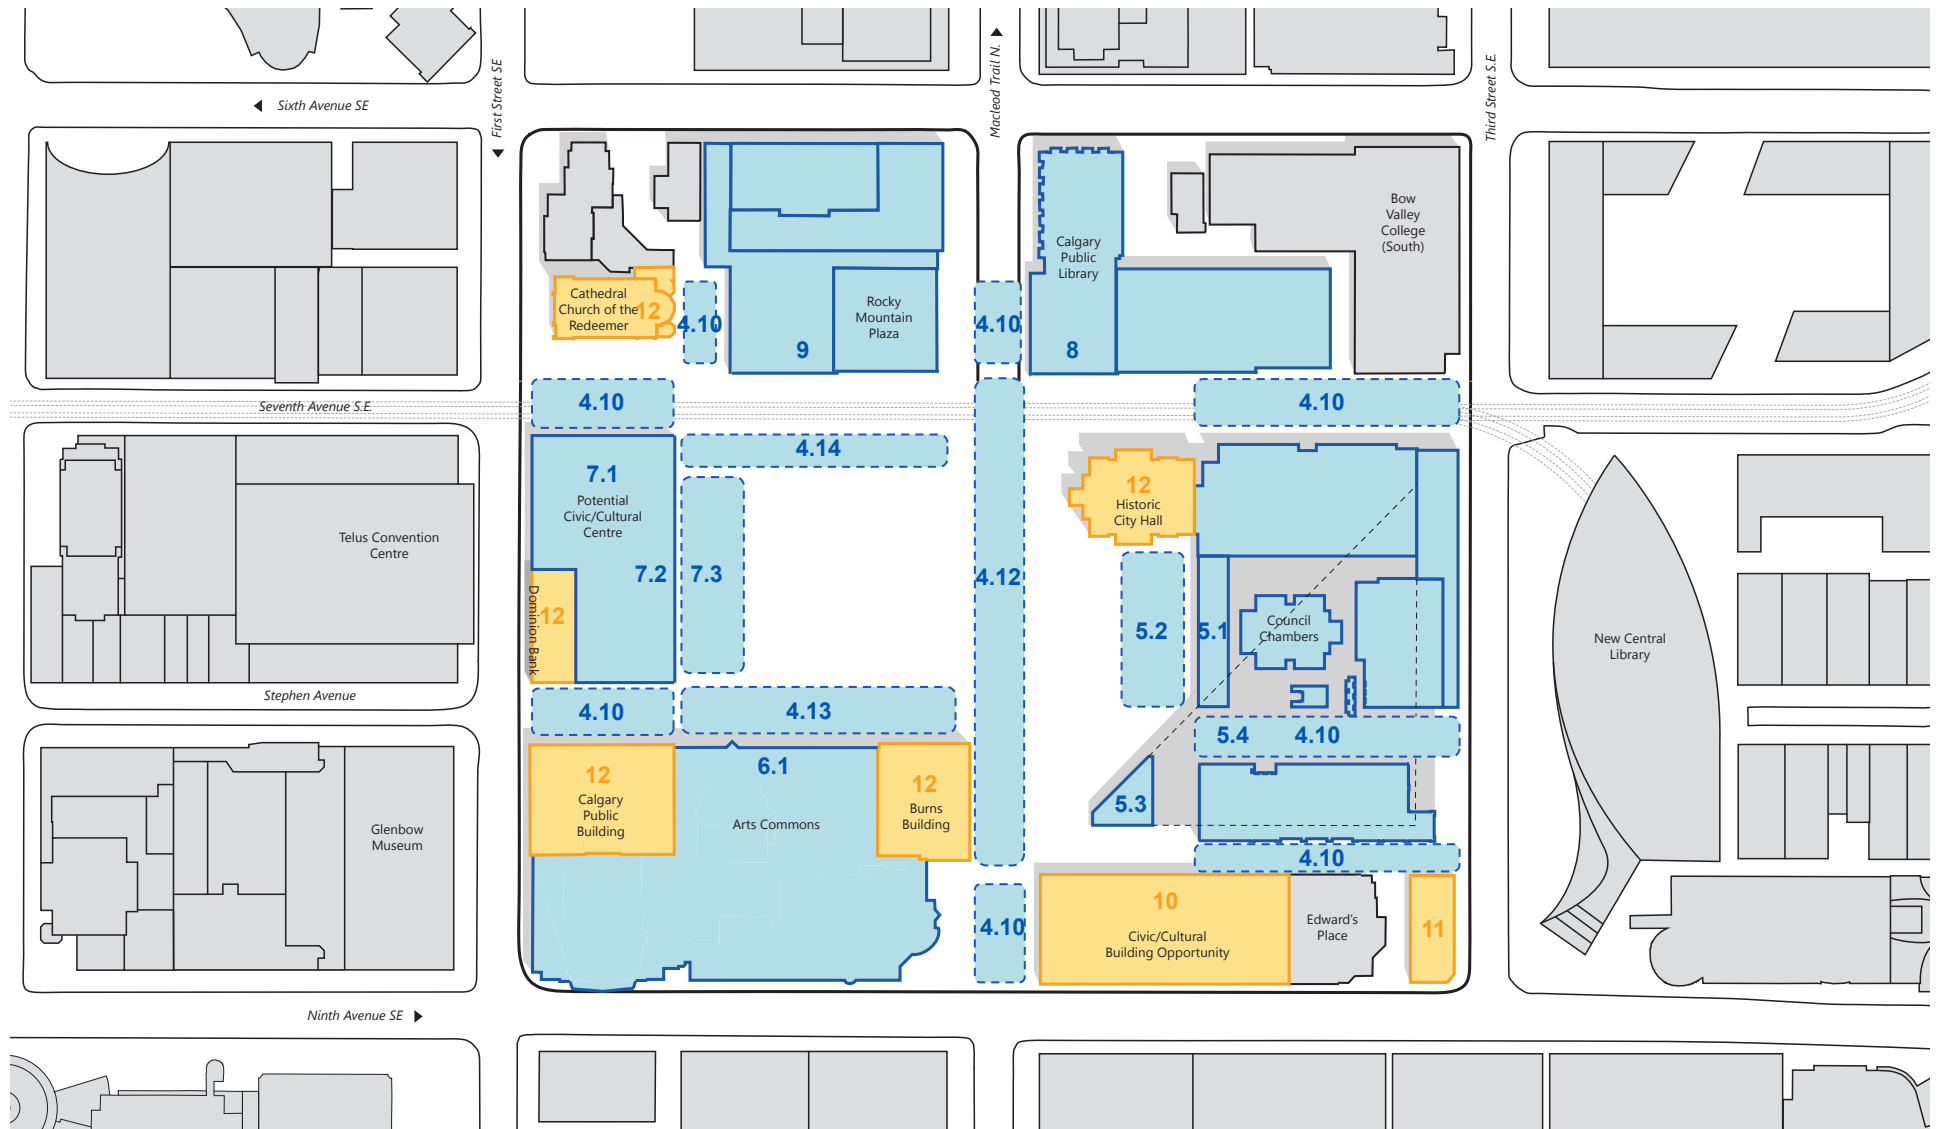 First Street SE
Macleod Trail N.
Third Street S.E.
Sixth Avenue SE
Bow
Valley
College
(South)
Calgary
Public
Library
8
Cathedral
Church of the
Redeemer
12
4.10
Rocky
Mountain
Plaza
9
4.10
Seventh Avenue S.E.
4.10
4.10
4.14
7.1
Potential
Civic/Cultural
Centre
7.2
7.3
12
Dominion Bank
Telus Convention
Centre
4.12
12
Historic
City Hall
5.2
5.1
Council
Chambers
New Central
Library
Stephen Avenue
4.10
4.13
5.4
4.10
12
Calgary
Public
Building
6.1
Arts Commons
12
Burns
Building
5.3
Glenbow
Museum
4.10
4.10
10
Civic/Cultural
Building Opportunity
Edward's
Place
11
Ninth Avenue SE